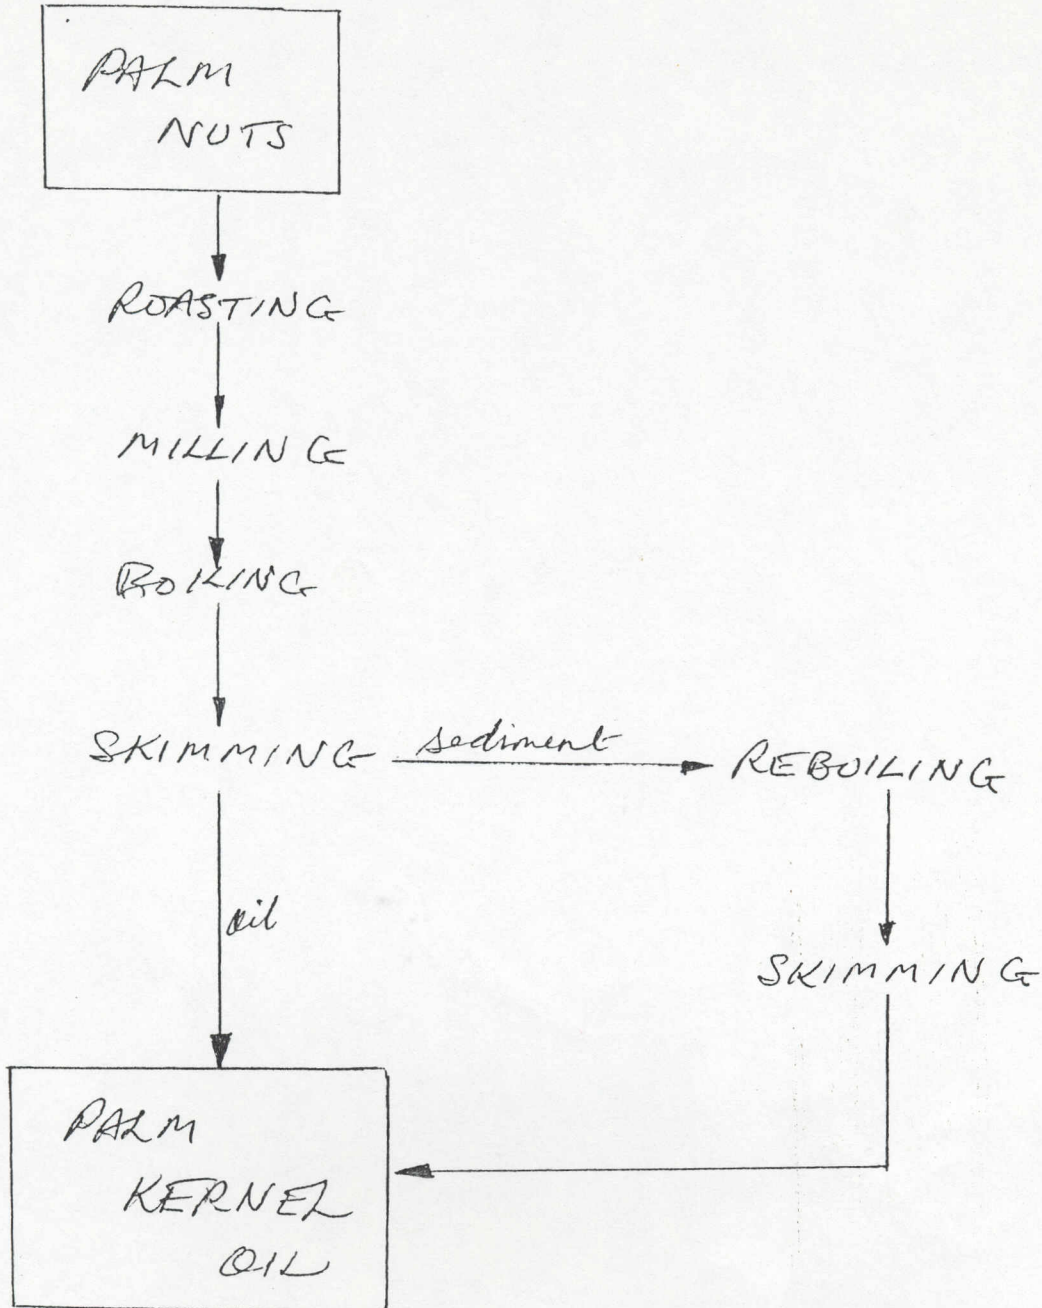 PALM
NUTS
ROASTING
MILLING
BOILING
SKIMMING
sediment
REBOILING
oil
SKIMMING
PALM
KERNEL
OIL